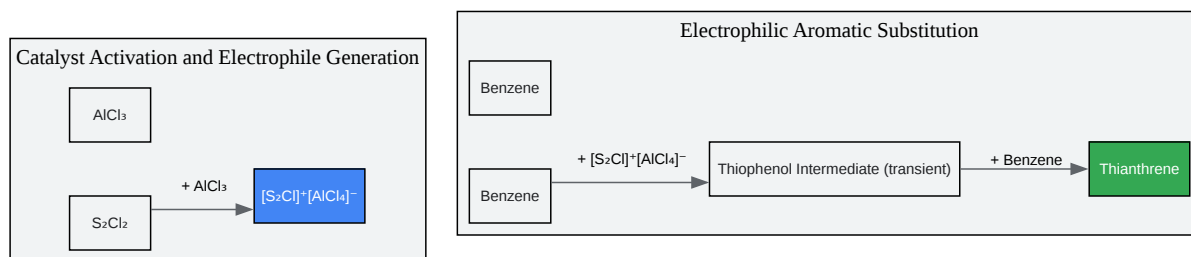 Catalyst Activation and Electrophile Generation
AlCl₃
+ AlCl₃
[S₂Cl]⁺[AlCl₄]⁻
S₂Cl₂
Electrophilic Aromatic Substitution
Benzene
+ [S₂Cl]⁺[AlCl₄]⁻
Benzene
Thiophenol Intermediate (transient)
+ Benzene
Thianthrene